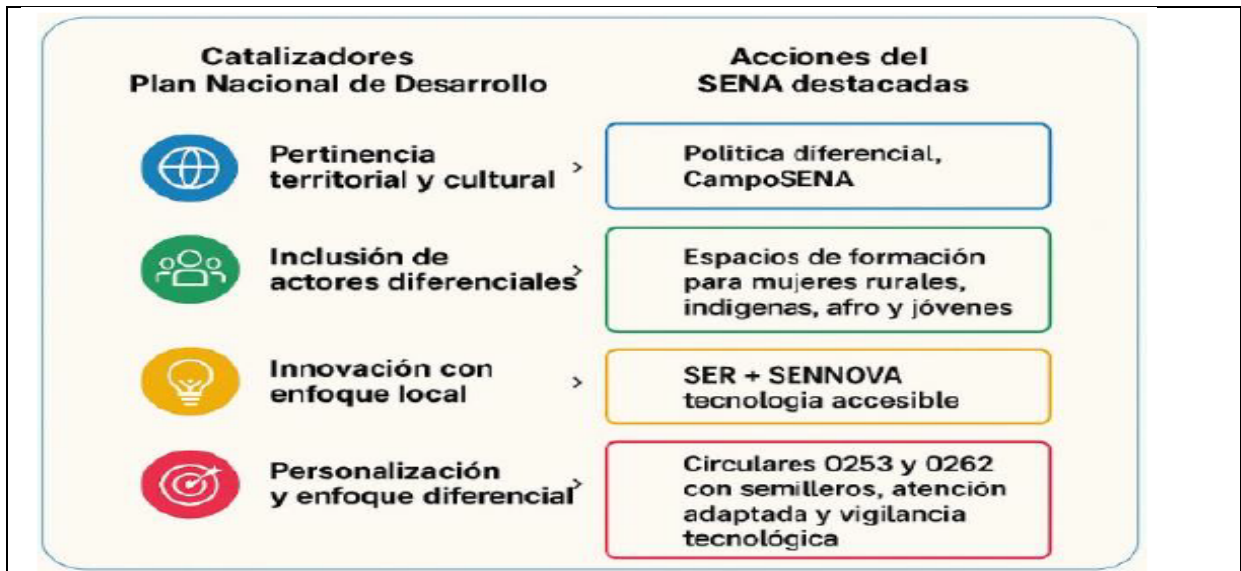 Catalizadores
Plan Nacional de Desarrollo
Acciones del
SENA destacadas
Pertinencia
territorial y cultural >
Politica diferencial,
CampoSENA
Inclusión de
actores diferenciales >
Espacios de formación
para mujeres rurales,
indigenas, afro y jóvenes
Innovación con
enfoque local >
SER + SENNOVA
tecnologia accesible
Personalización
y enfoque diferencial >
Circulares 0253 y 0262
con semilleros, atención
adaptada y vigilancia
tecnológica